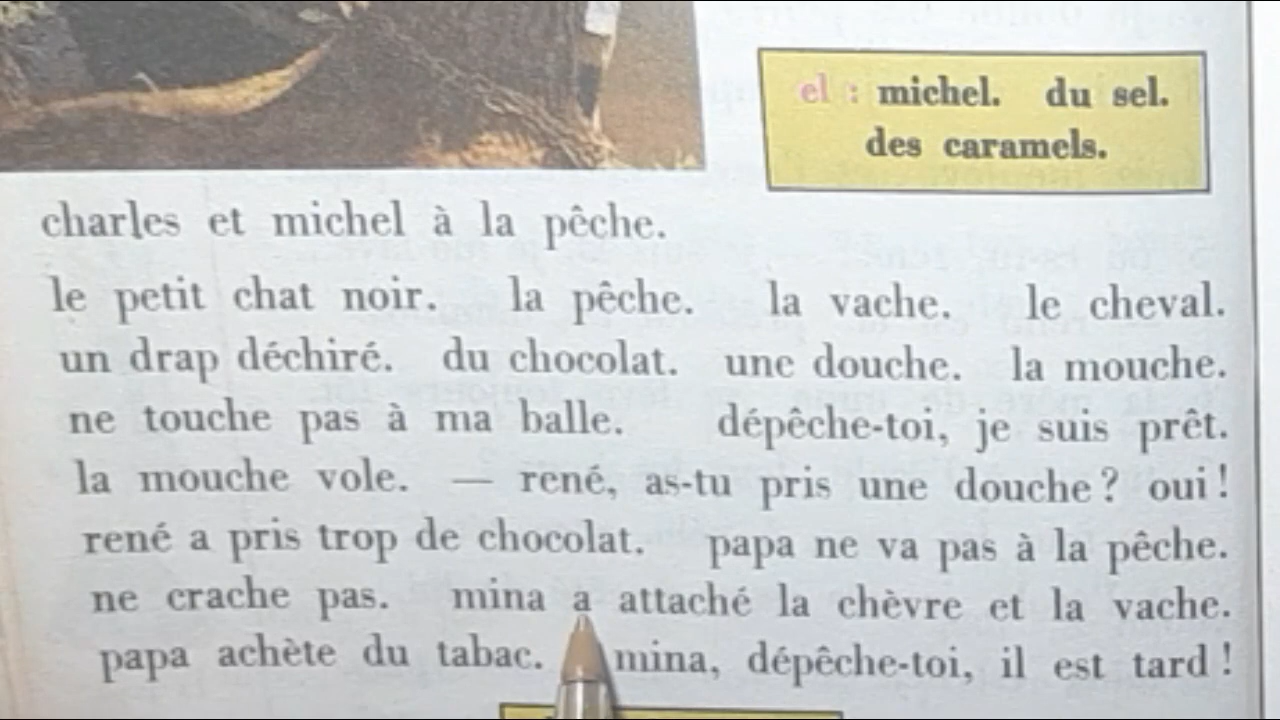 el : michel. du sel.
des caramels.
charles et michel à la pêche.
le petit chat noir. la pêche. la vache. le cheval.
un drap déchiré. du chocolat. une douche. la mouche.
ne touche pas à ma balle. dépêche-toi, je suis prêt.
la mouche vole. — rené, as-tu pris une douche ? oui !
rené a pris trop de chocolat. papa ne va pas à la pêche.
ne crache pas. mina a attaché la chèvre et la vache.
papa achète du tabac. mina, dépêche-toi, il est tard !